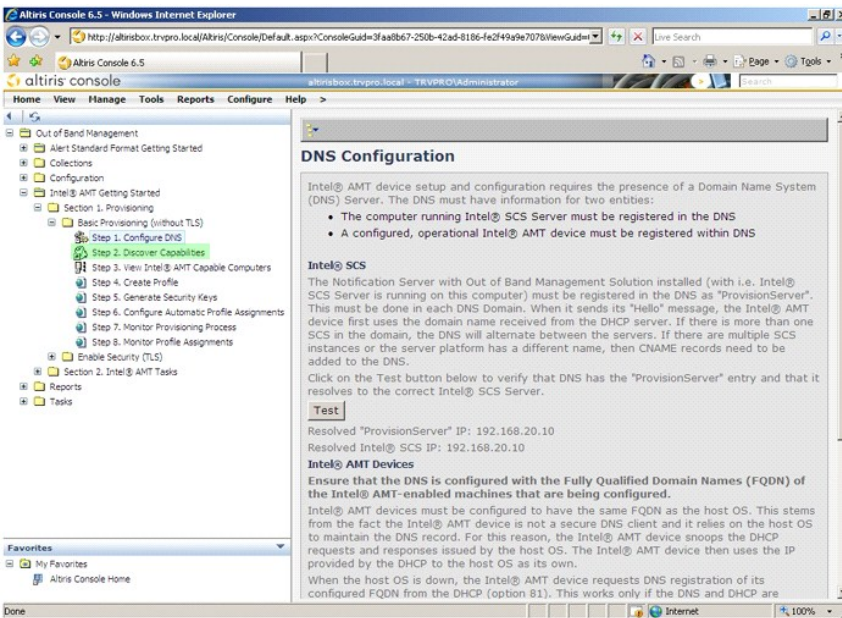 Altiris Console 6.5 - Windows Internet Explorer
http://altirisbox.trvpro.local/Altiris/Console/Default.aspx?ConsoleGuid=3faa8b67-250b-42ad-8186-fe2f49a9e707&ViewGuid=
Live Search
Altiris Console 6.5
Page
Tools
altiris console
altirisbox.trvpro.local - TRVPRO\Administrator
Search
Home View Manage Tools Reports Configure Help >
Out of Band Management
Alert Standard Format Getting Started
Collections
Configuration
Intel® AMT Getting Started
Section 1. Provisioning
Basic Provisioning (without TLS)
Step 1. Configure DNS
Step 2. Discover Capabilities
Step 3. View Intel® AMT Capable Computers
Step 4. Create Profile
Step 5. Generate Security Keys
Step 6. Configure Automatic Profile Assignments
Step 7. Monitor Provisioning Process
Step 8. Monitor Profile Assignments
Enable Security (TLS)
Section 2. Intel® AMT Tasks
Reports
Tasks
Favorites
My Favorites
Altiris Console Home
DNS Configuration
Intel® AMT device setup and configuration requires the presence of a Domain Name System
(DNS) Server. The DNS must have information for two entities:
• The computer running Intel® SCS Server must be registered in the DNS
• A configured, operational Intel® AMT device must be registered within DNS
Intel® SCS
The Notification Server with Out of Band Management Solution installed (with i.e. Intel®
SCS Server is running on this computer) must be registered in the DNS as "ProvisionServer".
This must be done in each DNS Domain. When it sends its "Hello" message, the Intel® AMT
device first uses the domain name received from the DHCP server. If there is more than one
SCS in the domain, the DNS will alternate between the servers. If there are multiple SCS
instances or the server platform has a different name, then CNAME records need to be
added to the DNS.
Click on the Test button below to verify that DNS has the "ProvisionServer" entry and that it
resolves to the correct Intel® SCS Server.
Test
Resolved "ProvisionServer" IP: 192.168.20.10
Resolved Intel® SCS IP: 192.168.20.10
Intel® AMT Devices
Ensure that the DNS is configured with the Fully Qualified Domain Names (FQDN) of
the Intel® AMT-enabled machines that are being configured.
Intel® AMT devices must be configured to have the same FQDN as the host OS. This stems
from the fact the Intel® AMT device is not a secure DNS client and it relies on the host OS
to maintain the DNS record. For this reason, the Intel® AMT device snoops the DHCP
requests and responses issued by the host OS. The Intel® AMT device then uses the IP
provided by the DHCP to the host OS as its own.
When the host OS is down, the Intel® AMT device requests DNS registration of its
configured FQDN from the DHCP (option 81). This works only if the DNS and DHCP are
Done
Internet
100%